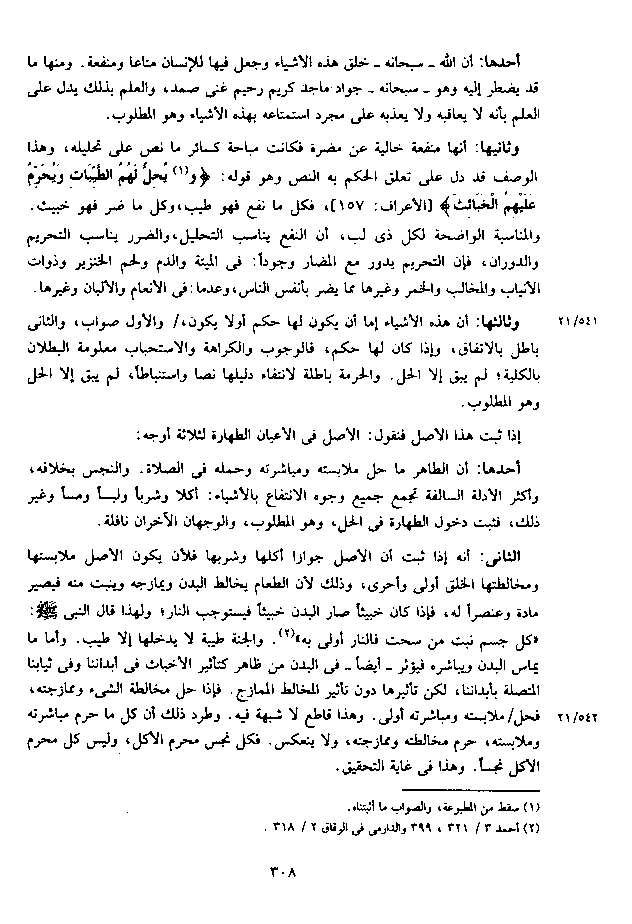 أحدها: أن الله ـ سبحانه ـ خلق هذه الأشياء وجعل فيها للإنسان متاعا ومنفعة. ومنها ما
قد يضطر إليه وهو ـ سبحانه ـ جواد ماجد كريم رحيم غنى صمد، والعلم بذلك يدل على
العلم بأنه لا يعاقبه ولا يعذبه على مجرد استمتاعه بهذه الأشياء وهو المطلوب.
وثانيها: أنها منفعة خالية عن مضرة فكانت مباحة كسائر ما نص على تحليله، وهذا
الوصف قد دل على تعلق الحكم به النص وهو قوله: ﴿و(١) يُحِلُّ لَهُمُ الطَّيِّبَاتِ وَيُحَرِّمُ
عَلَيْهِمُ الْخَبَائِثَ﴾ [الأعراف: ١٥٧]، فكل ما نفع فهو طيب، وكل ما ضر فهو خبيث.
والمناسبة الواضحة لكل ذى لب، أن النفع يناسب التحليل، والضرر يناسب التحريم
والدوران، فإن التحريم يدور مع المضار وجوداً: فى الميتة والدم ولحم الخنزير وذوات
الأنياب والمخالب والخمر وغيرها مما يضر بأنفس الناس، وعدما: فى الأنعام والألبان وغيرها.
وثالثها: أن هذه الأشياء إما أن يكون لها حكم أولا يكون، / والأول صواب، والثانى
٢١/٥٤١
باطل بالاتفاق، وإذا كان لها حكم، فالوجوب والكراهة والاستحباب معلومة البطلان
بالكلية؛ لم يبق إلا الحل. والحرمة باطلة لانتفاء دليلها نصا واستنباطاً، لم يبق إلا الحل
وهو المطلوب.
إذا ثبت هذا الأصل فنقول: الأصل فى الأعيان الطهارة لثلاثة أوجه:
أحدها: أن الطاهر ما حل ملابسته ومباشرته وحمله فى الصلاة. والنجس بخلافه،
وأكثر الأدلة السالفة تجمع جميع وجوه الانتفاع بالأشياء: أكلا وشرباً ولبساً ومساً وغير
ذلك، فثبت دخول الطهارة فى الحل، وهو المطلوب، والوجهان الآخران نافلة.
الثانى: أنه إذا ثبت أن الأصل جوازا أكلها وشربها فلأن يكون الأصل ملابستها
ومخالطتها الخلق أولى وأحرى، وذلك لأن الطعام يخالط البدن ويمازجه وينبت منه فيصير
مادة وعنصراً له، فإذا كان خبيثاً صار البدن خبيثاً فيستوجب النار؛ ولهذا قال النبى ﷺ:
«كل جسم نبت من سحت فالنار أولى به»(٢). والجنة طيبة لا يدخلها إلا طيب. وأما ما
يماس البدن ويباشره فيؤثر ـ أيضاً ـ فى البدن من ظاهر كتأثير الأخباث فى أبداننا وفى ثيابنا
المتصلة بأبداننا، لكن تأثيرها دون تأثير المخالط الممازج. فإذا حل مخالطة الشىء وممازجته،
فحل/ ملابسته ومباشرته أولى. وهذا قاطع لا شبهة فيه. وطرد ذلك أن كل ما حرم مباشرته
٢١/٥٤٢
وملابسته، حرم مخالطته وممازجته، ولا ينعكس. فكل نجس محرم الأكل، وليس كل محرم
الأكل نجساً. وهذا فى غاية التحقيق.
(١) سقط من المطبوعة، والصواب ما أثبتناه.
(٢) أحمد ٣ / ٣٢١ ، ٣٩٩ والدارمى فى الرقاق ٢ / ٣١٨ .
٣٠٨